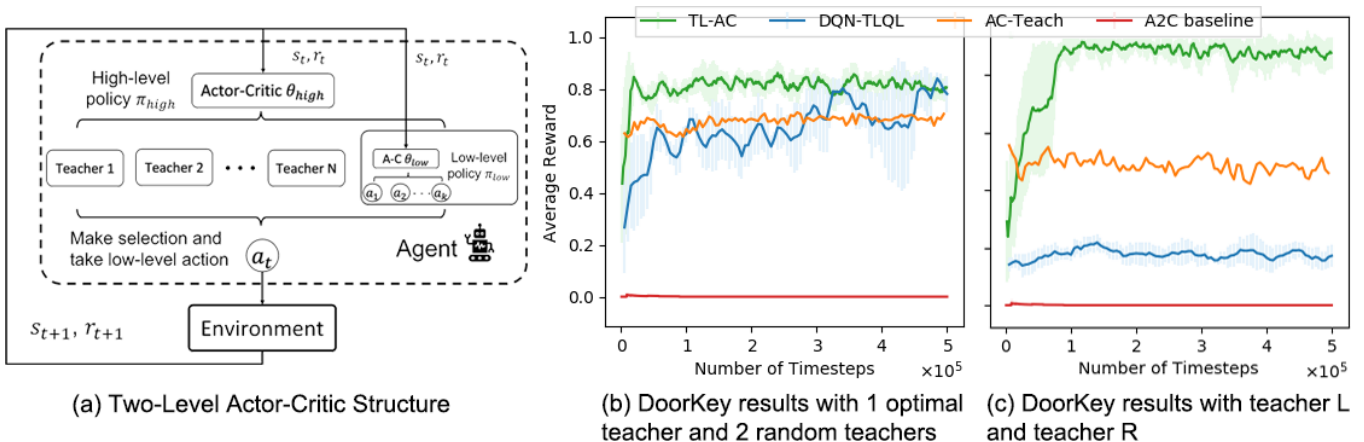 TL-AC
DQN-TLQL
AC-Teach
A2C baseline
s_t, r_t
s_t, r_t
High-level
policy π_high
Actor-Critic θ_high
Teacher 1
Teacher 2
• • •
Teacher N
A-C θ_low
Low-level
policy π_low
a_1 a_2 ··· a_k
Make selection and
take low-level action
a_t
Agent
Environment
s_{t+1}, r_{t+1}
(a) Two-Level Actor-Critic Structure
Average Reward
1.0
0.8
0.6
0.4
0.2
0.0
0 1 2 3 4 5
Number of Timesteps ×10^5
(b) DoorKey results with 1 optimal
teacher and 2 random teachers
0 1 2 3 4 5
Number of Timesteps ×10^5
(c) DoorKey results with teacher L
and teacher R